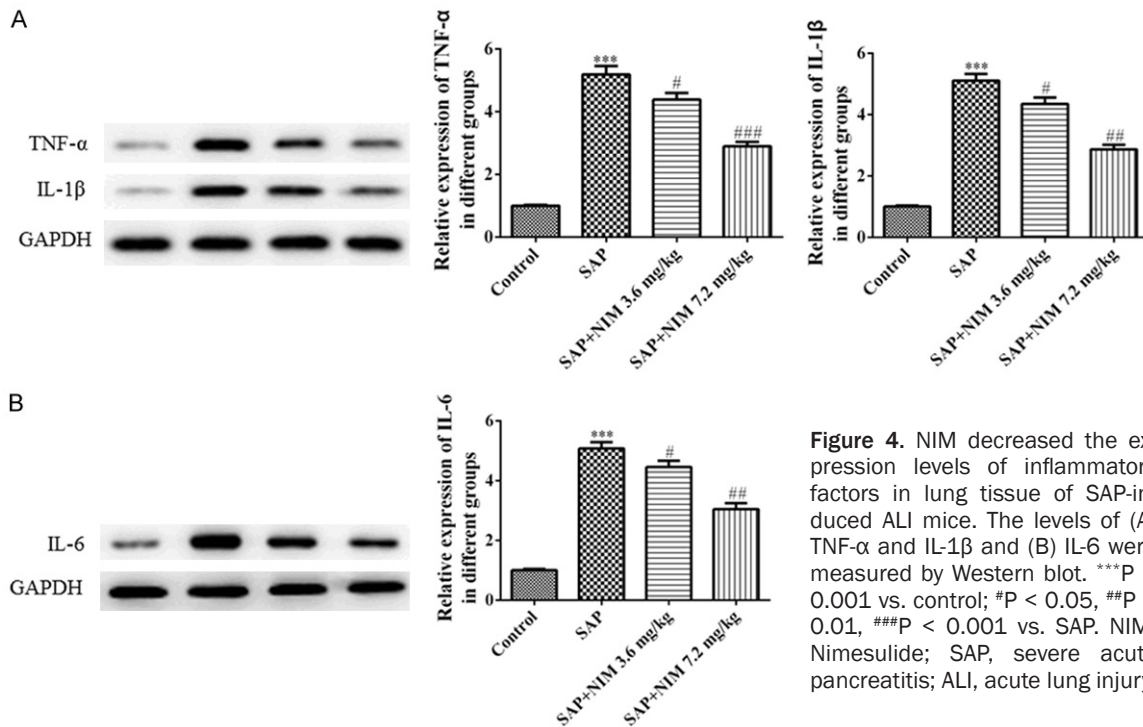 A
TNF-α
IL-1β
GAPDH
Relative expression of TNF-α
in different groups
6
4
2
0
***
#
###
Control
SAP
SAP+NIM 3.6 mg/kg
SAP+NIM 7.2 mg/kg
Relative expression of IL-1β
in different groups
6
4
2
0
***
#
##
Control
SAP
SAP+NIM 3.6 mg/kg
SAP+NIM 7.2 mg/kg
B
IL-6
GAPDH
Relative expression of IL-6
in different groups
6
4
2
0
***
#
##
Control
SAP
SAP+NIM 3.6 mg/kg
SAP+NIM 7.2 mg/kg
Figure 4. NIM decreased the ex
pression levels of inflammator
factors in lung tissue of SAP-in
duced ALI mice. The levels of (A
TNF-α and IL-1β and (B) IL-6 wer
measured by Western blot. ***P
0.001 vs. control; #P < 0.05, ##P
0.01, ###P < 0.001 vs. SAP. NIM
Nimesulide; SAP, severe acut
pancreatitis; ALI, acute lung injury